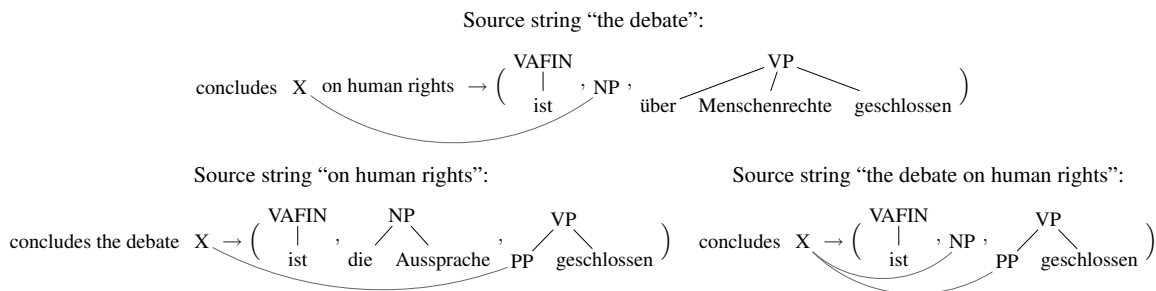 Source string “the debate”:
VAFIN VP
concludes X on human rights → ( , NP , )
ist über Menschenrechte geschlossen
Source string “on human rights”: Source string “the debate on human rights”:
VAFIN NP VP VAFIN VP
concludes the debate X → ( , , ) concludes X → ( , NP, )
ist die Aussprache PP geschlossen ist PP geschlossen